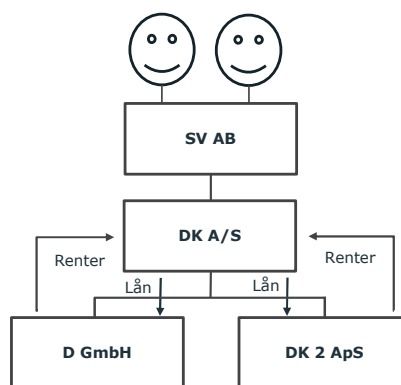 SV AB
DK A/S
Renter
Renter
Lån
Lån
D GmbH
DK 2 ApS